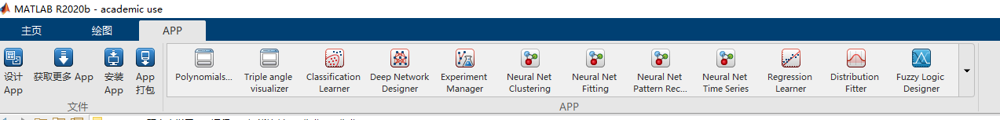 MATLAB R2020b - academic use
主页 绘图 APP
设计 App
获取更多 App
安装 App
App 打包
Polynomials...
Triple angle visualizer
Classification Learner
Deep Network Designer
Experiment Manager
Neural Net Clustering
Neural Net Fitting
Neural Net Pattern Rec...
Neural Net Time Series
Regression Learner
Distribution Fitter
Fuzzy Logic Designer
文件 APP